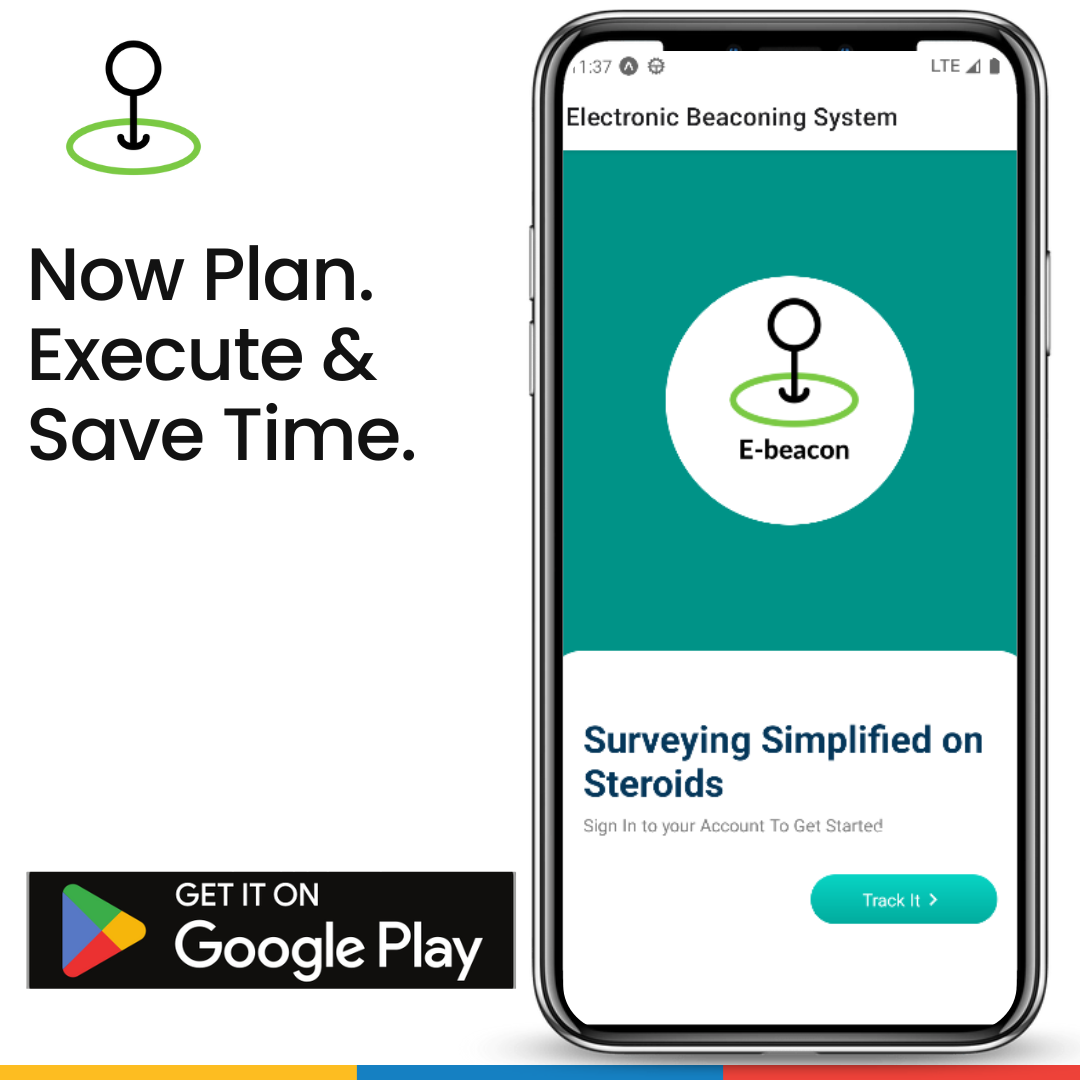 Now Plan.
Execute &
Save Time.
GET IT ON
Google Play
11:37
LTE
Electronic Beaconing System
E-beacon
Surveying Simplified on
Steroids
Sign In to your Account To Get Started
Track It